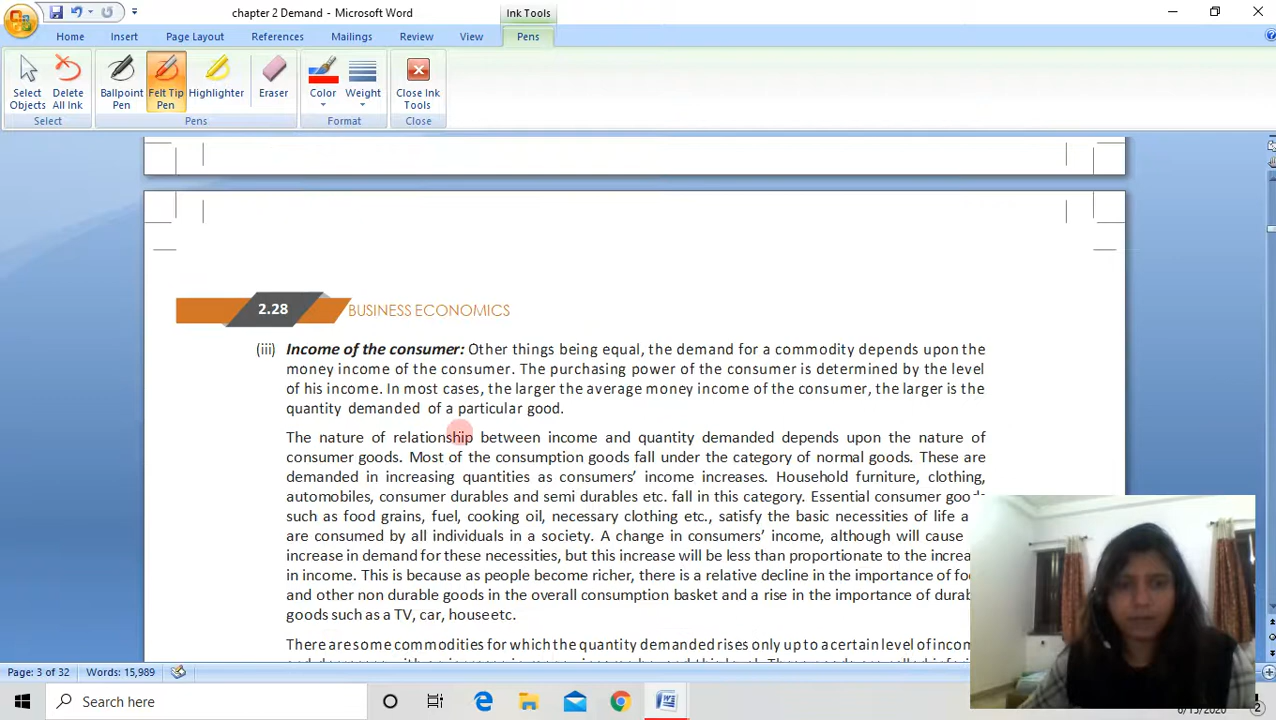 chapter 2 Demand - Microsoft Word
Ink Tools
Home Insert Page Layout References Mailings Review View Pens
Select Objects
Delete All Ink
Ballpoint Pen
Felt Tip Pen
Highlighter
Eraser
Color
Weight
Close Ink Tools
Select Pens Format Close
2.28 BUSINESS ECONOMICS
(iii) Income of the consumer: Other things being equal, the demand for a commodity depends upon the
money income of the consumer. The purchasing power of the consumer is determined by the level
of his income. In most cases, the larger the average money income of the consumer, the larger is the
quantity demanded of a particular good.
The nature of relationship between income and quantity demanded depends upon the nature of
consumer goods. Most of the consumption goods fall under the category of normal goods. These are
demanded in increasing quantities as consumers’ income increases. Household furniture, clothing,
automobiles, consumer durables and semi durables etc. fall in this category. Essential consumer goods
such as food grains, fuel, cooking oil, necessary clothing etc., satisfy the basic necessities of life a
are consumed by all individuals in a society. A change in consumers’ income, although will cause
increase in demand for these necessities, but this increase will be less than proportionate to the increa
in income. This is because as people become richer, there is a relative decline in the importance of foo
and other non durable goods in the overall consumption basket and a rise in the importance of durab
goods such as a TV, car, house etc.
There are some commodities for which the quantity demanded rises only up to a certain level of incom
Page: 3 of 32 Words: 15,989
Search here
6/15/2020
2